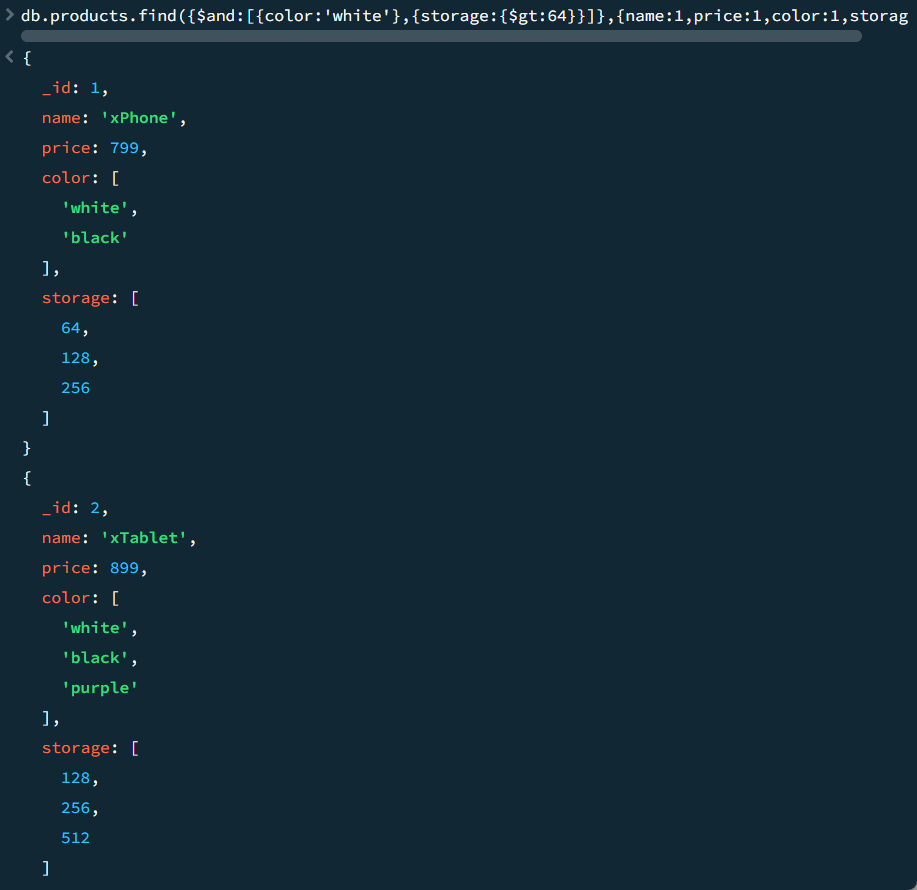 db.products.find({$and:[{color:'white'},{storage:{$gt:64}}]},{name:1,price:1,color:1,storag
{
_id: 1,
name: 'xPhone',
price: 799,
color: [
'white',
'black'
],
storage: [
64,
128,
256
]
}
{
_id: 2,
name: 'xTablet',
price: 899,
color: [
'white',
'black',
'purple'
],
storage: [
128,
256,
512
]